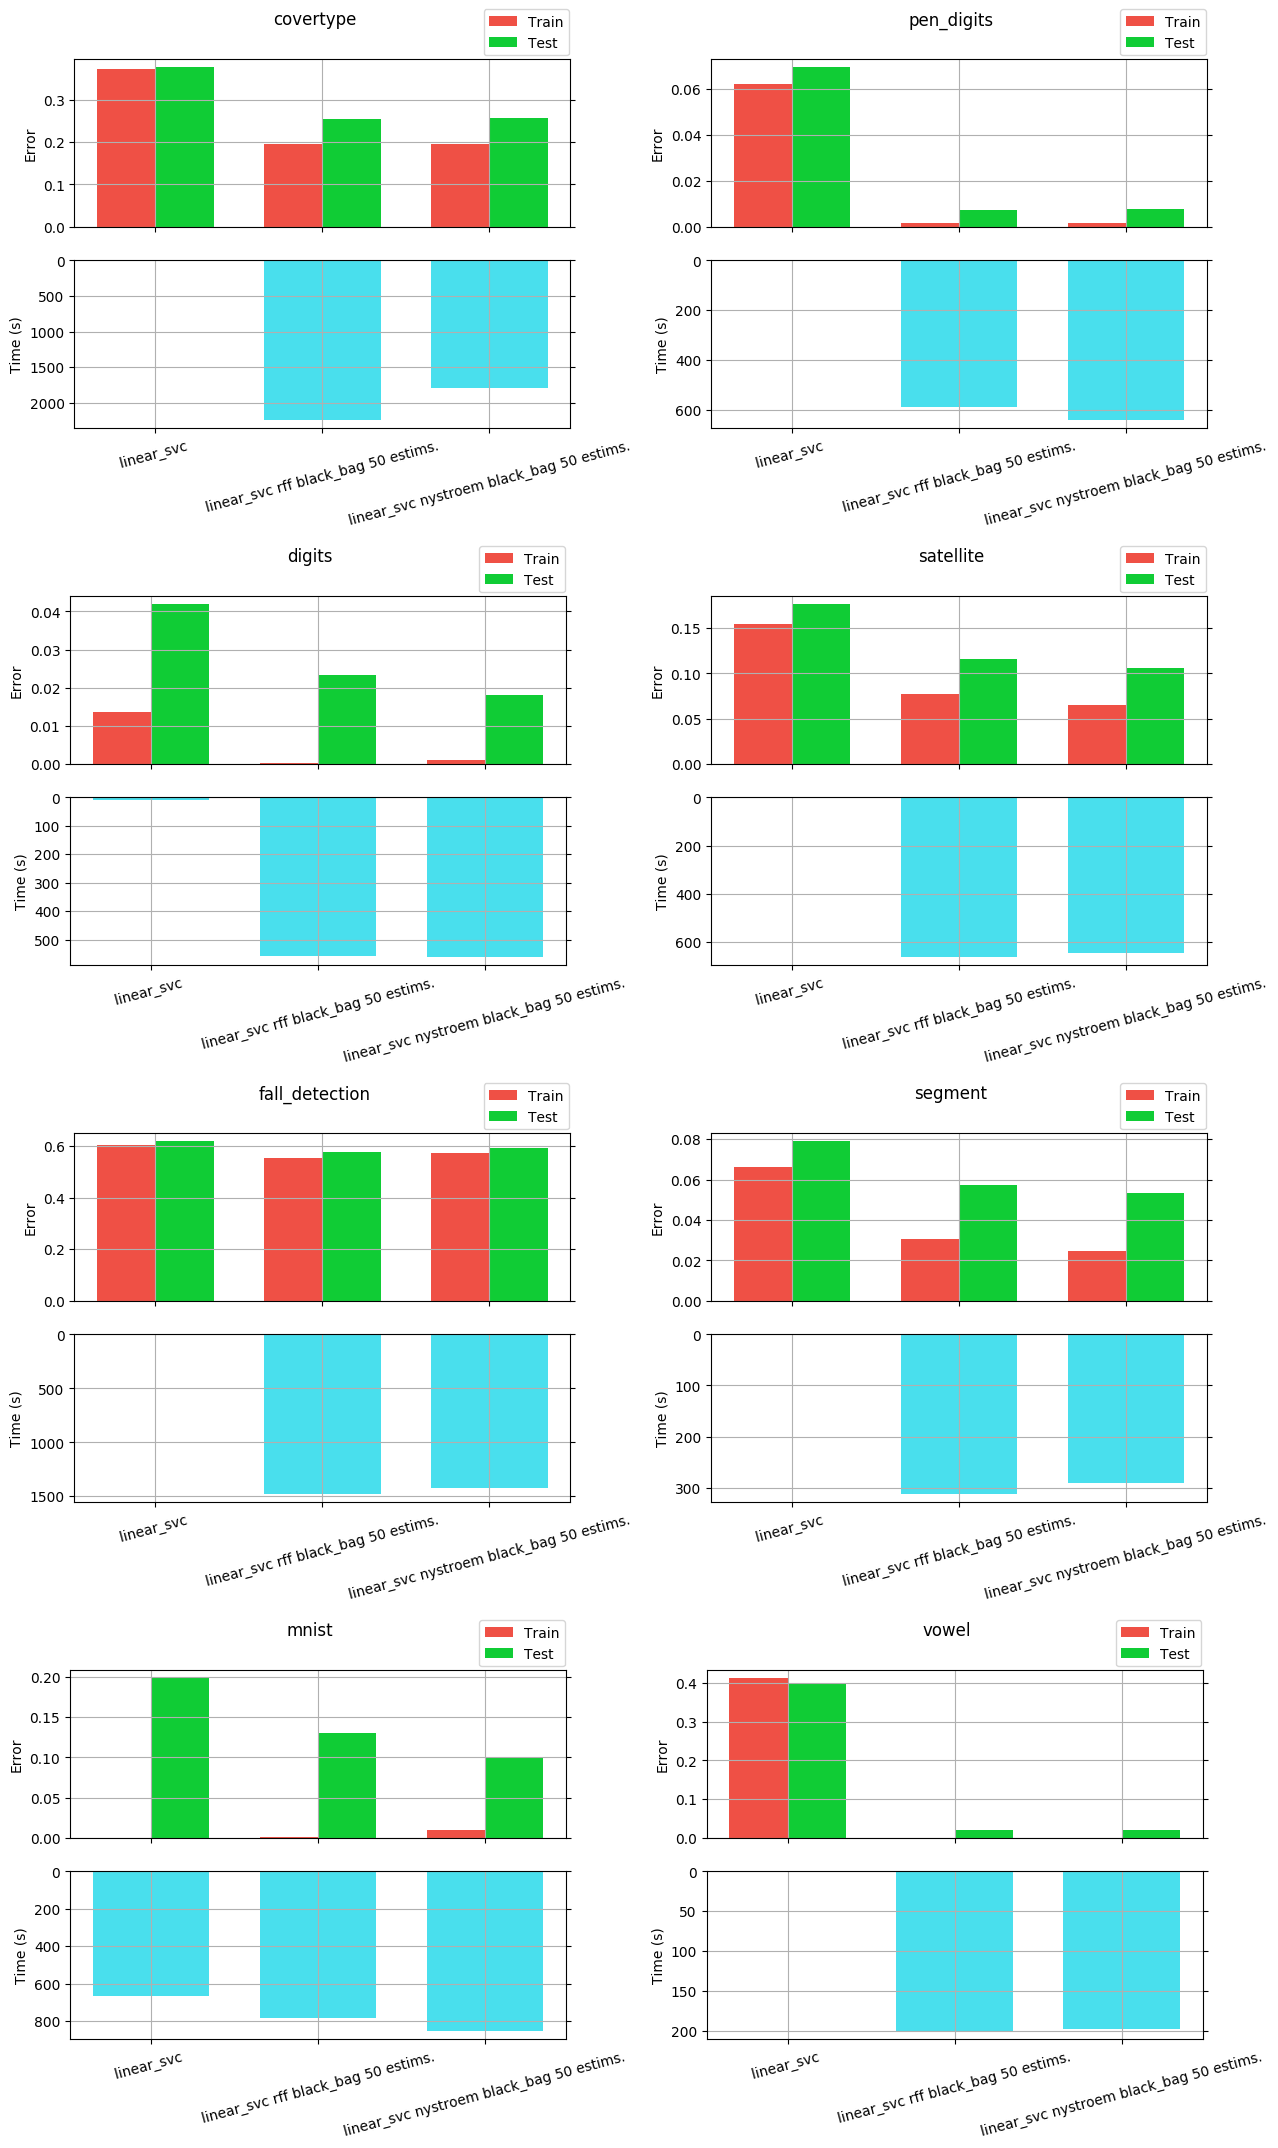 covertype
Train
Test
Error
0.3
0.2
0.1
0.0
Time (s)
0
500
1000
1500
2000
linear_svc
linear_svc rff black_bag 50 estims.
linear_svc nystroem black_bag 50 estims.
pen_digits
Train
Test
Error
0.06
0.04
0.02
0.00
Time (s)
0
200
400
600
linear_svc
linear_svc rff black_bag 50 estims.
linear_svc nystroem black_bag 50 estims.
digits
Train
Test
Error
0.04
0.03
0.02
0.01
0.00
Time (s)
0
100
200
300
400
500
linear_svc
linear_svc rff black_bag 50 estims.
linear_svc nystroem black_bag 50 estims.
satellite
Train
Test
Error
0.15
0.10
0.05
0.00
Time (s)
0
200
400
600
linear_svc
linear_svc rff black_bag 50 estims.
linear_svc nystroem black_bag 50 estims.
fall_detection
Train
Test
Error
0.6
0.4
0.2
0.0
Time (s)
0
500
1000
1500
linear_svc
linear_svc rff black_bag 50 estims.
linear_svc nystroem black_bag 50 estims.
segment
Train
Test
Error
0.08
0.06
0.04
0.02
0.00
Time (s)
0
100
200
300
linear_svc
linear_svc rff black_bag 50 estims.
linear_svc nystroem black_bag 50 estims.
mnist
Train
Test
Error
0.20
0.15
0.10
0.05
0.00
Time (s)
0
200
400
600
800
linear_svc
linear_svc rff black_bag 50 estims.
linear_svc nystroem black_bag 50 estims.
vowel
Train
Test
Error
0.4
0.3
0.2
0.1
0.0
Time (s)
0
50
100
150
200
linear_svc
linear_svc rff black_bag 50 estims.
linear_svc nystroem black_bag 50 estims.